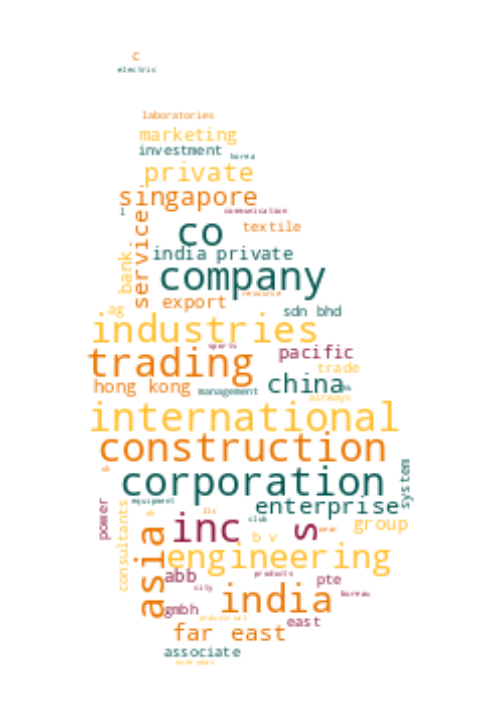 c
electric
laboratories
marketing
investment
korea
private
singapore
l
communication
service
textile
co
bank.
india private
company
resource
export
ag
sdn bhd
industries
sports
trading
pacific
trade
hong kong
china
management
airways
international
construction
corporation
system
equipment
enterprise
power
consultants
llc
club
inc
s
near
group
b v
asia
engineering
abb
products
pte
city
india
bureau
gmbh
industrial
east
far east
associate
overseas